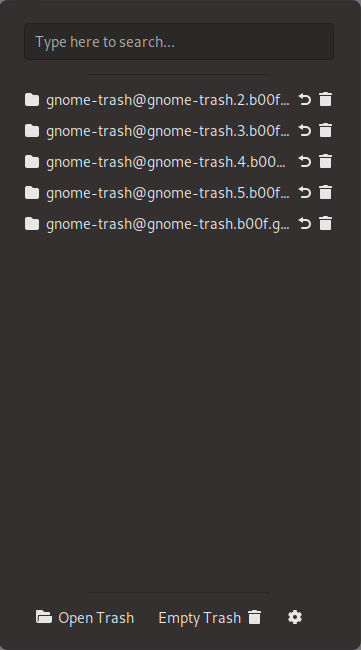 Type here to search...
gnome-trash@gnome-trash.2.b00f...
gnome-trash@gnome-trash.3.b00f...
gnome-trash@gnome-trash.4.b00...
gnome-trash@gnome-trash.5.b00f...
gnome-trash@gnome-trash.b00f.g...
Open Trash Empty Trash